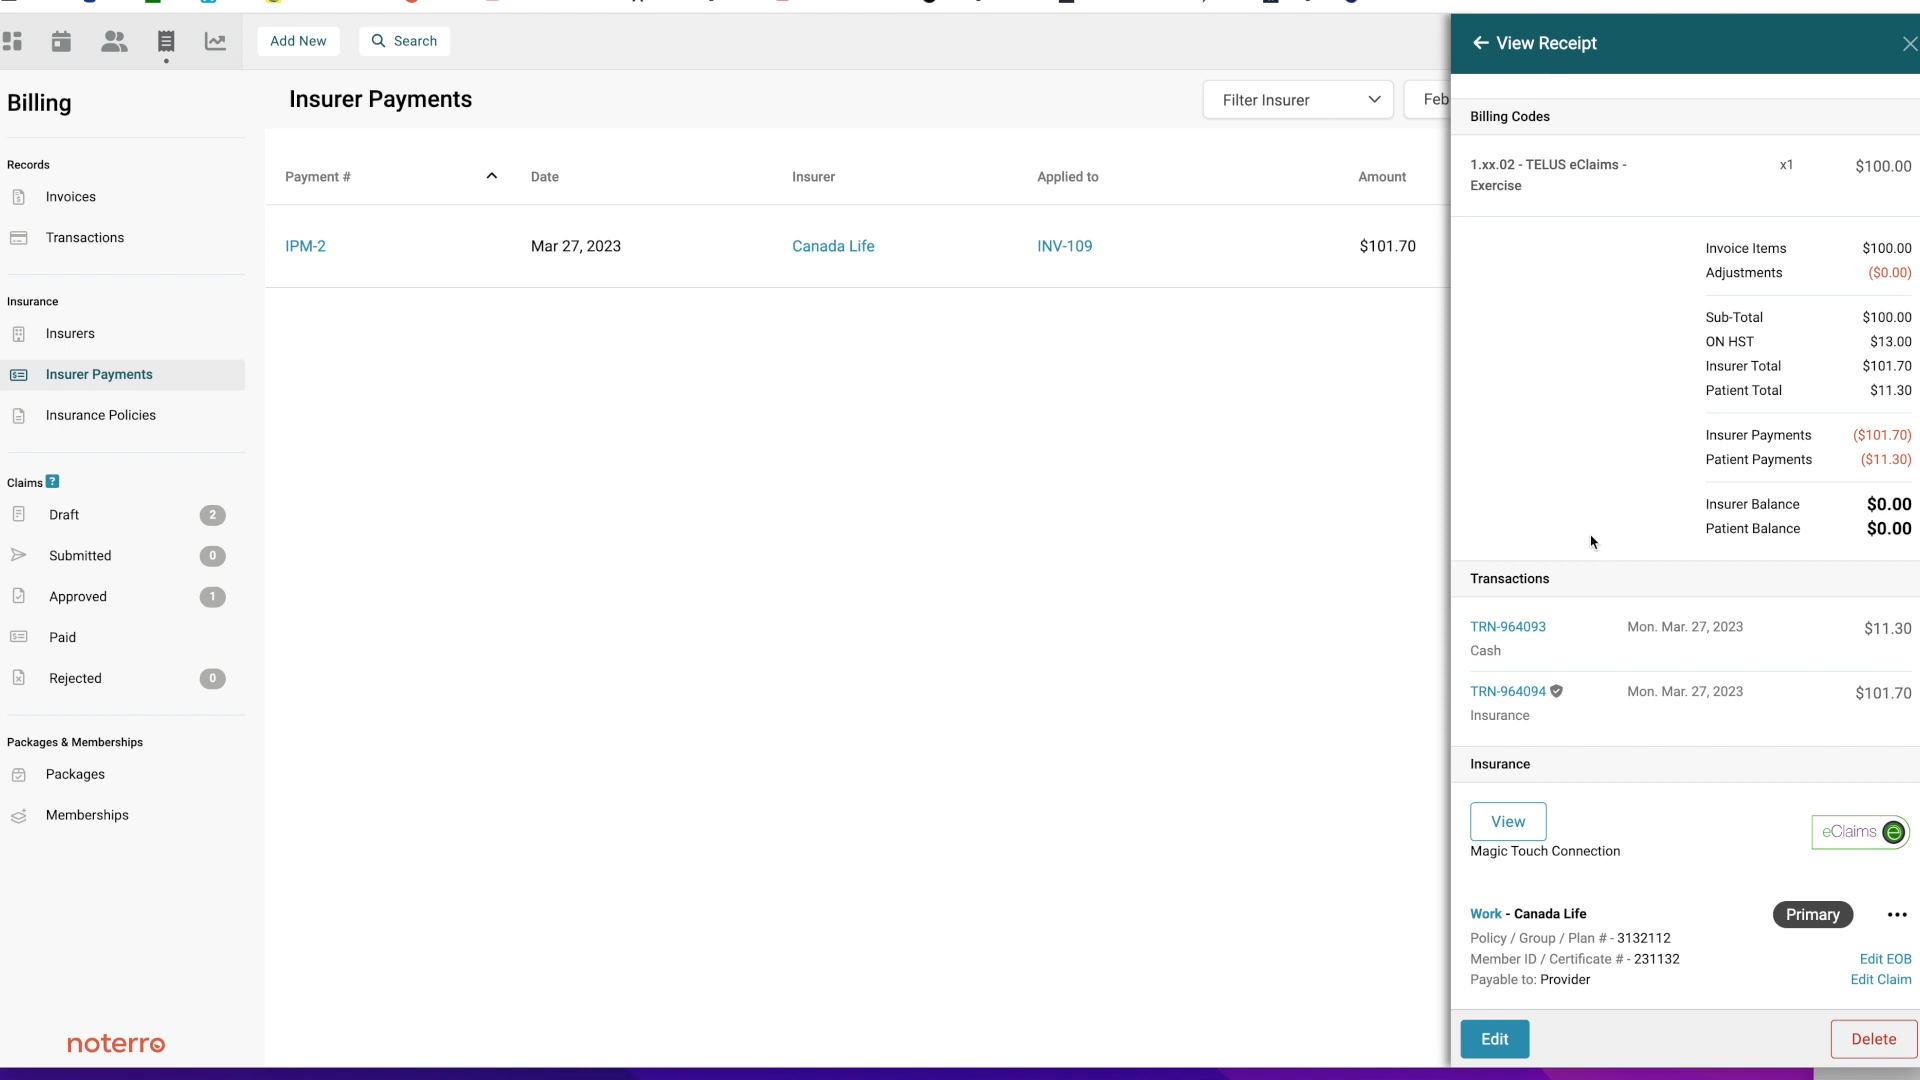 Add New
Search
View Receipt
Billing
Records
Invoices
Transactions
Insurance
Insurers
Insurer Payments
Insurance Policies
Claims ?
Draft 2
Submitted 0
Approved 1
Paid
Rejected 0
Packages & Memberships
Packages
Memberships
noterro
Insurer Payments
Filter Insurer
Feb
Payment # Date Insurer Applied to Amount
IPM-2 Mar 27, 2023 Canada Life INV-109 $101.70
Billing Codes
1.xx.02 - TELUS eClaims - x1 $100.00
Exercise
Invoice Items $100.00
Adjustments ($0.00)
Sub-Total $100.00
ON HST $13.00
Insurer Total $101.70
Patient Total $11.30
Insurer Payments ($101.70)
Patient Payments ($11.30)
Insurer Balance $0.00
Patient Balance $0.00
Transactions
TRN-964093 Mon. Mar. 27, 2023 $11.30
Cash
TRN-964094 Mon. Mar. 27, 2023 $101.70
Insurance
Insurance
View
eClaims e
Magic Touch Connection
Work - Canada Life Primary
Policy / Group / Plan # - 3132112
Member ID / Certificate # - 231132 Edit EOB
Payable to: Provider Edit Claim
Edit Delete